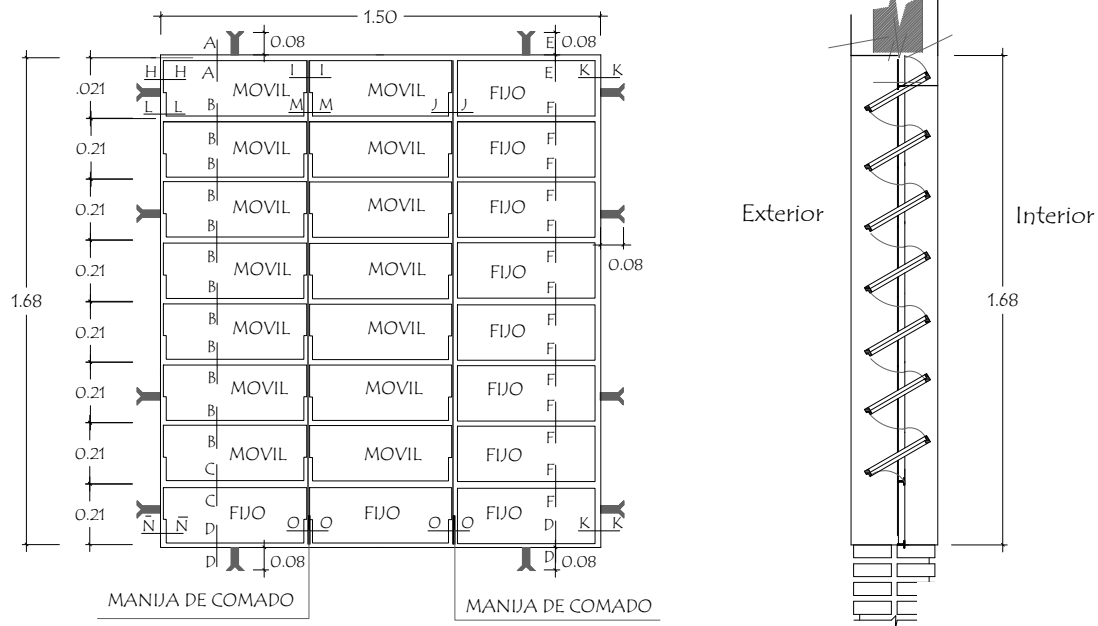 1.50
A 0.08 E 0.08
H H I I K K
A E
.021 MOVIL MOVIL FIJO
L L B M M J J F
0.21 B MOVIL MOVIL FIJO F
B F
0.21 B MOVIL MOVIL FIJO F
B F
0.21 B MOVIL MOVIL FIJO F
B F
0.08
1.68
0.21 B MOVIL MOVIL FIJO F
B F
0.21 B MOVIL MOVIL FIJO F
B F
0.21 B MOVIL MOVIL FIJO F
C F
0.21 C FIJO FIJO FIJO F
N̄ N̄ D O O O O D K K
D 0.08 D 0.08
MANIJA DE COMADO
MANIJA DE COMADO
Exterior
Interior
1.68